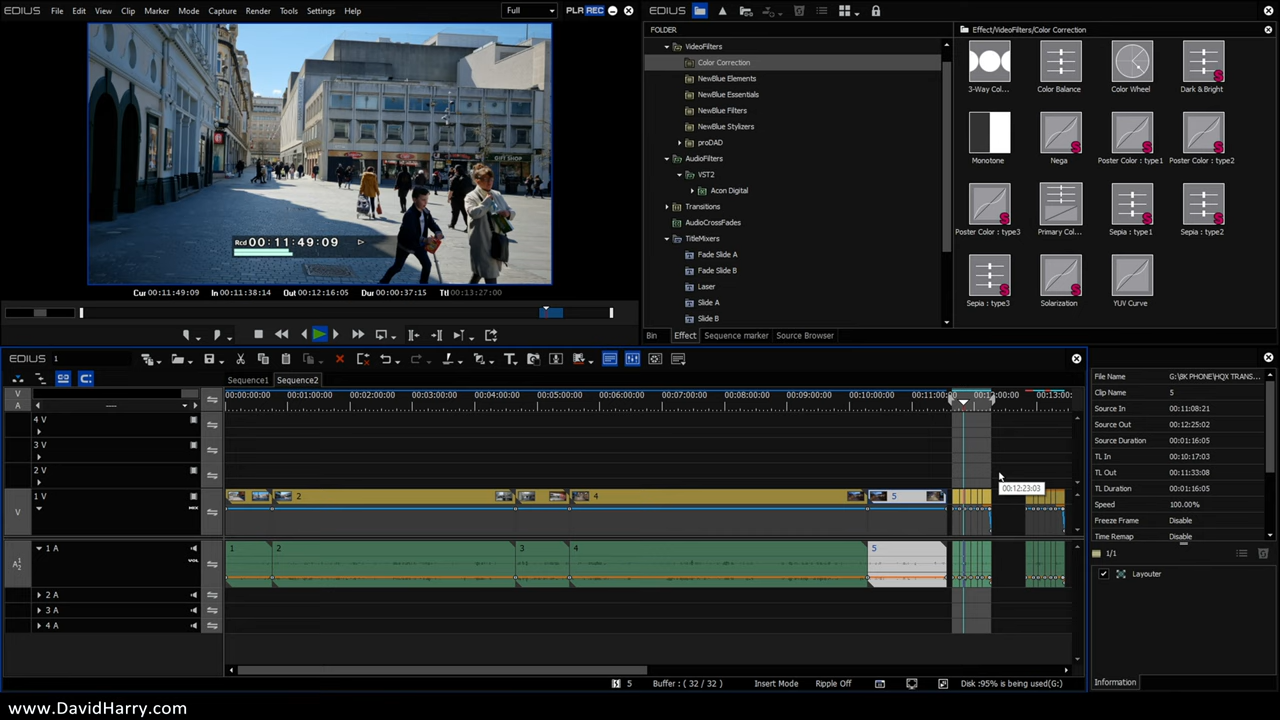 EDIUS File Edit View Clip Marker Mode Capture Render Tools Settings Help Full PLR REC
EDIUS
FOLDER
Effect/VideoFilters/Color Correction
VideoFilters
Color Correction
NewBlue Elements
NewBlue Essentials
NewBlue Filters
NewBlue Stylizers
proDAD
AudioFilters
VST2
Acon Digital
Transitions
AudioCrossFades
TitleMixers
Fade Slide A
Fade Slide B
Laser
Slide A
Slide B
3-Way Col... Color Balance Color Wheel Dark & Bright
Monotone Nega Poster Color : type1 Poster Color : type2
Poster Color : type3 Primary Col... Sepia : type1 Sepia : type2
Sepia : type3 Solarization YUV Curve
GIFT SHOP
Rcd 00:11:49:09
Cur 00:11:49:09 In 00:11:38:14 Out 00:12:16:05 Dur 00:00:37:15 Ttl 00:13:27:00
Bin Effect Sequence marker Source Browser
EDIUS 1
Sequence1 Sequence2
V
A
00:00:00:00 00:01:00:00 00:02:00:00 00:03:00:00 00:04:00:00 00:05:00:00 00:06:00:00 00:07:00:00 00:08:00:00 00:09:00:00 00:10:00:00 00:11:00:00 00:12:00:00 00:13:00:
4 V
3 V
2 V
1 V
V
2 4 5
00:12:23:03
1 A
VOL
1 2 3 4 5
2 A
3 A
4 A
File Name G:\8K PHONE\HQX TRANS...
Clip Name 5
Source In 00:11:08:21
Source Out 00:12:25:02
Source Duration 00:01:16:05
TL In 00:10:17:03
TL Out 00:11:33:08
TL Duration 00:01:16:05
Speed 100.00%
Freeze Frame Disable
Time Remap Disable
1/1
Layouter
Information
5 Buffer : ( 32 / 32 ) Insert Mode Ripple Off Disk :95% is being used(G:)
www.DavidHarry.com